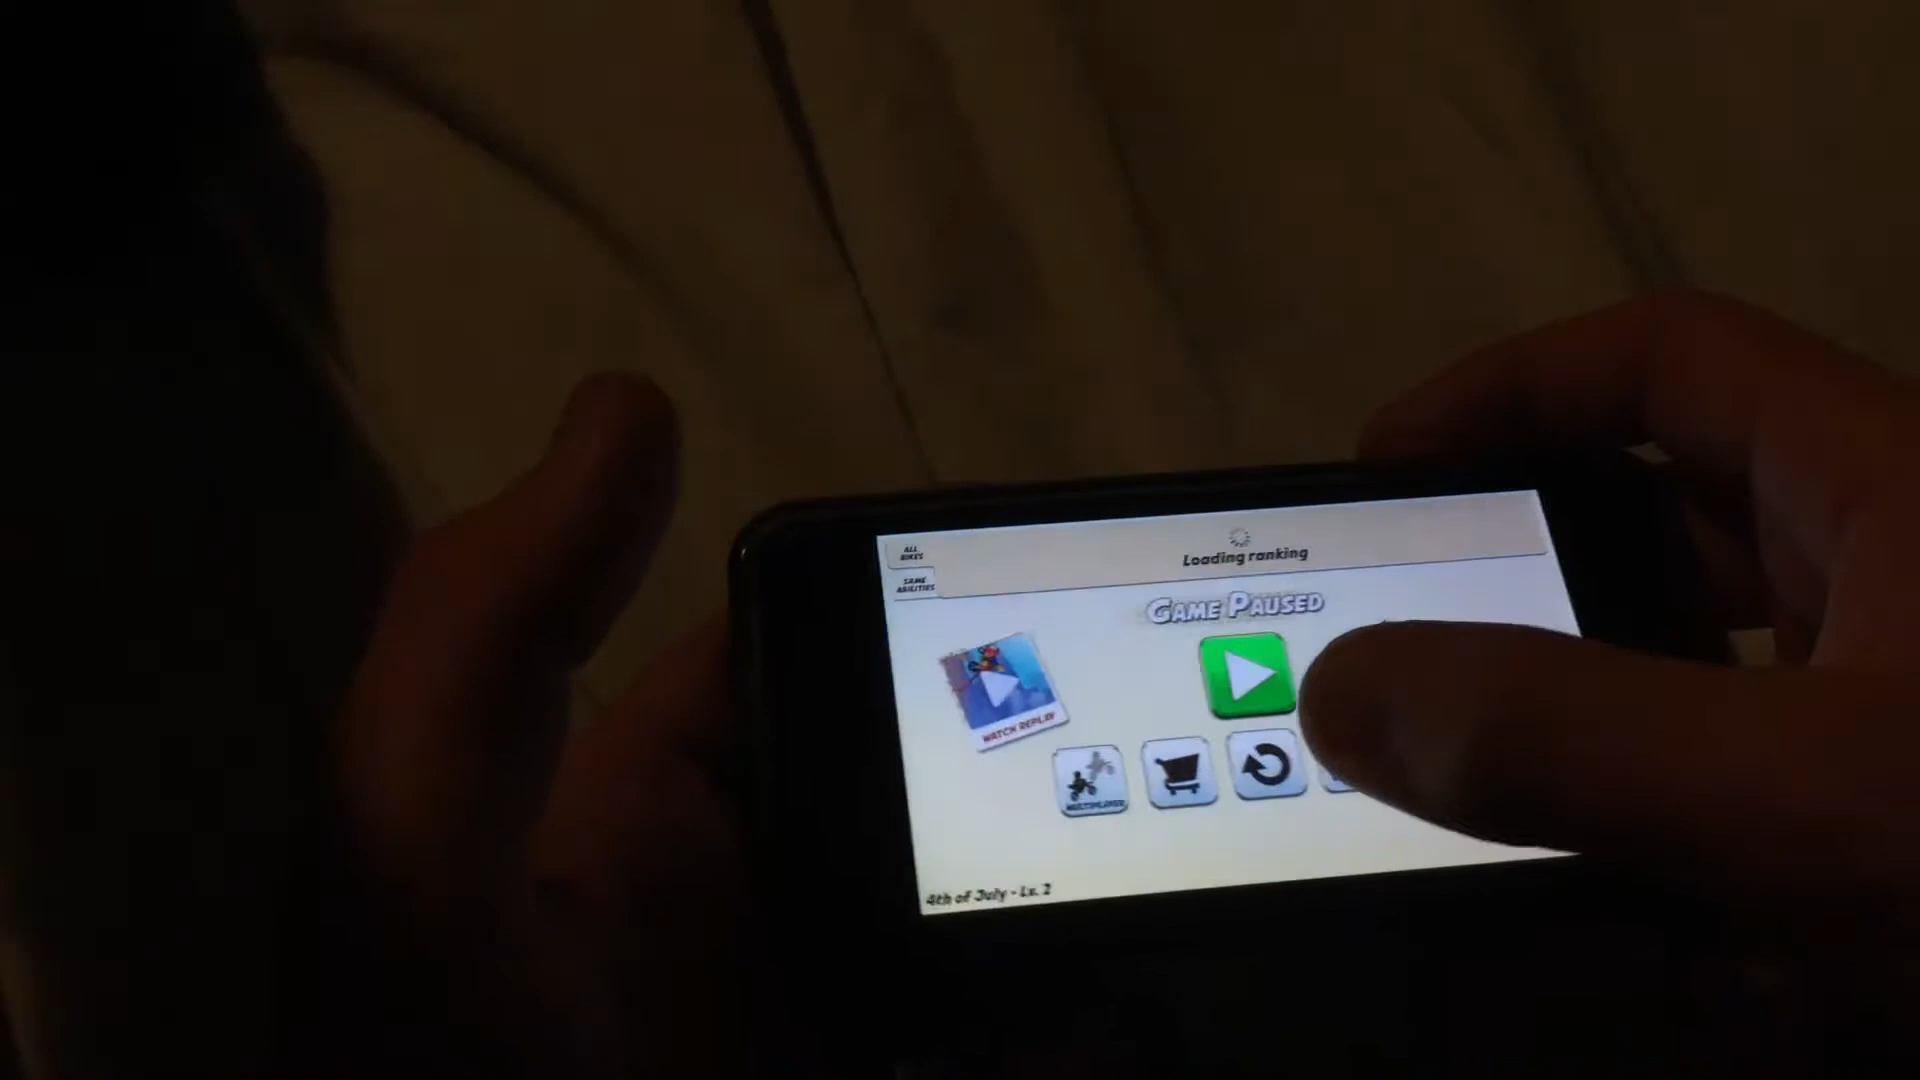 ALL
BIKES
SAME
ABILITIES
Loading ranking
GAME PAUSED
WATCH REPLAY
MULTIPLAYER
4th of July - Lv. 2